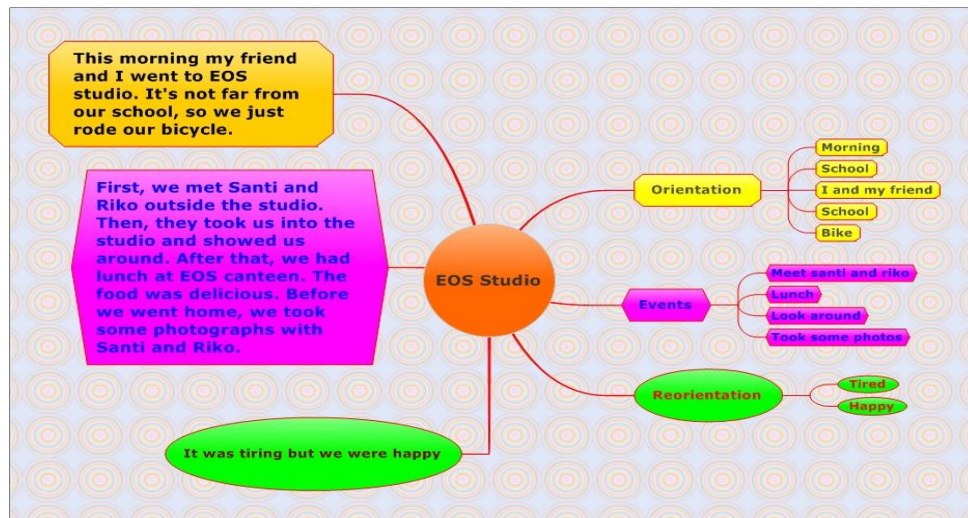 This morning my friend
and I went to EOS
studio. It's not far from
our school, so we just
rode our bicycle.
First, we met Santi and
Riko outside the studio.
Then, they took us into the
studio and showed us
around. After that, we had
lunch at EOS canteen. The
food was delicious. Before
we went home, we took
some photographs with
Santi and Riko.
It was tiring but we were happy
EOS Studio
Orientation
Morning
School
I and my friend
School
Bike
Events
Meet santi and riko
Lunch
Look around
Took some photos
Reorientation
Tired
Happy